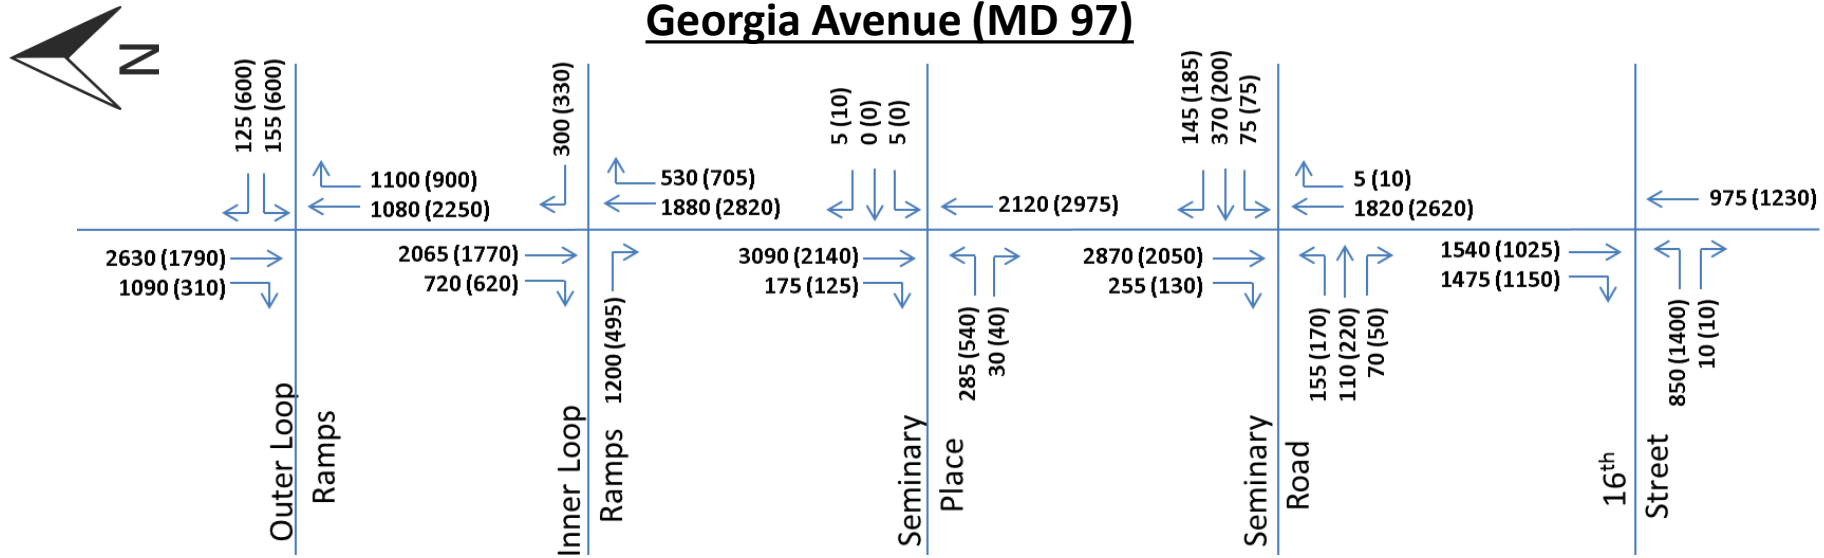 Georgia Avenue (MD 97)
N
125 (600)
155 (600)
1100 (900)
1080 (2250)
2630 (1790)
1090 (310)
Outer Loop
Ramps
300 (330)
530 (705)
1880 (2820)
2065 (1770)
720 (620)
1200 (495)
Inner Loop
Ramps
5 (10)
0 (0)
5 (0)
2120 (2975)
3090 (2140)
175 (125)
285 (540)
30 (40)
Seminary
Place
145 (185)
370 (200)
75 (75)
5 (10)
1820 (2620)
2870 (2050)
255 (130)
155 (170)
110 (220)
70 (50)
Seminary
Road
975 (1230)
1540 (1025)
1475 (1150)
850 (1400)
10 (10)
16th
Street